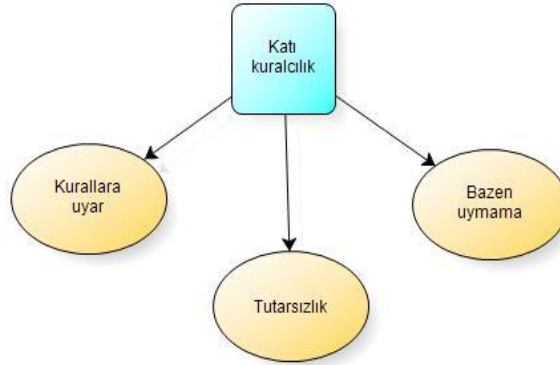 Katı
kuralcılık
Kurallara
uyar
Bazen
uymama
Tutarsızlık